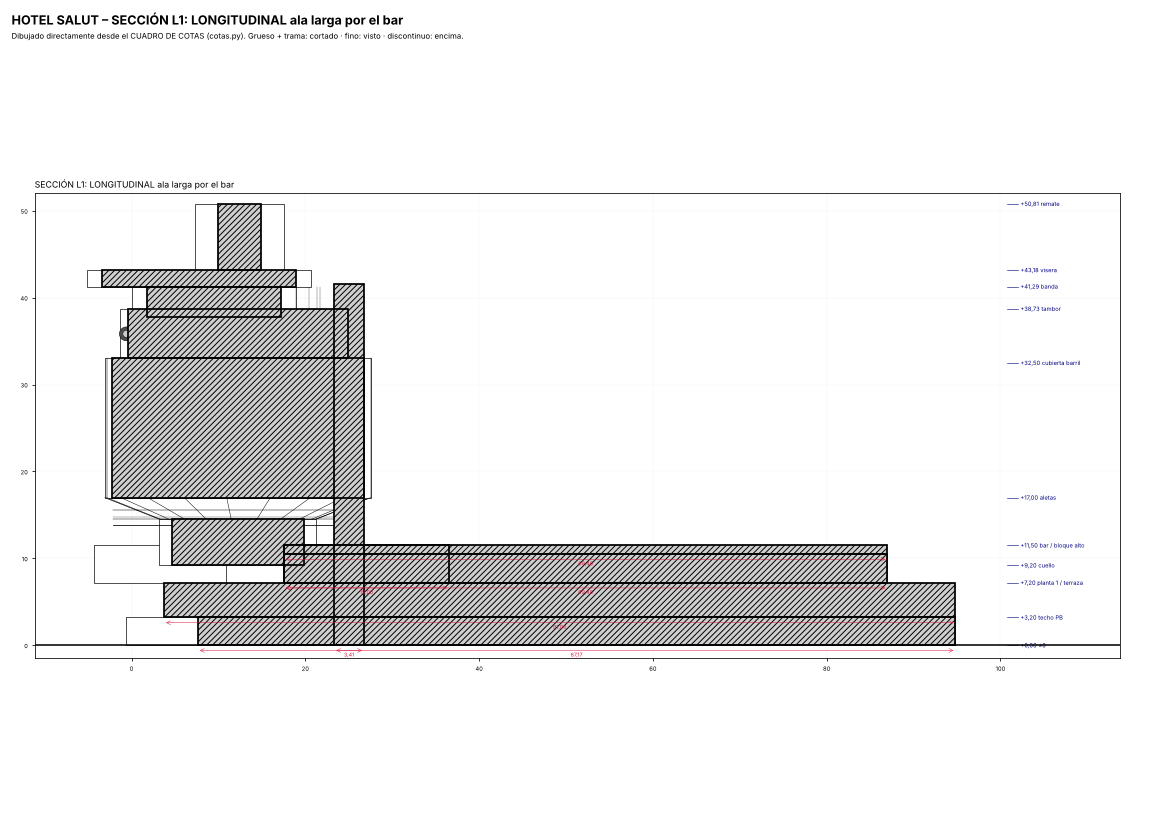 HOTEL SALUT – SECCIÓN L1: LONGITUDINAL ala larga por el bar
Dibujado directamente desde el CUADRO DE COTAS (cotas.py). Grueso + trama: cortado · fino: visto · discontinuo: encima.
SECCIÓN L1: LONGITUDINAL ala larga por el bar
50
+50,81 remate
+43,18 visera
+41,29 banda
40
+38,73 tambor
+32,50 cubierta barril
30
20
+17,00 aletas
+11,50 bar / bloque alto
10
+9,20 cuello
+7,20 planta 1 / terraza
+3,20 techo PB
0
3,41
87,17
0
20
40
60
80
100